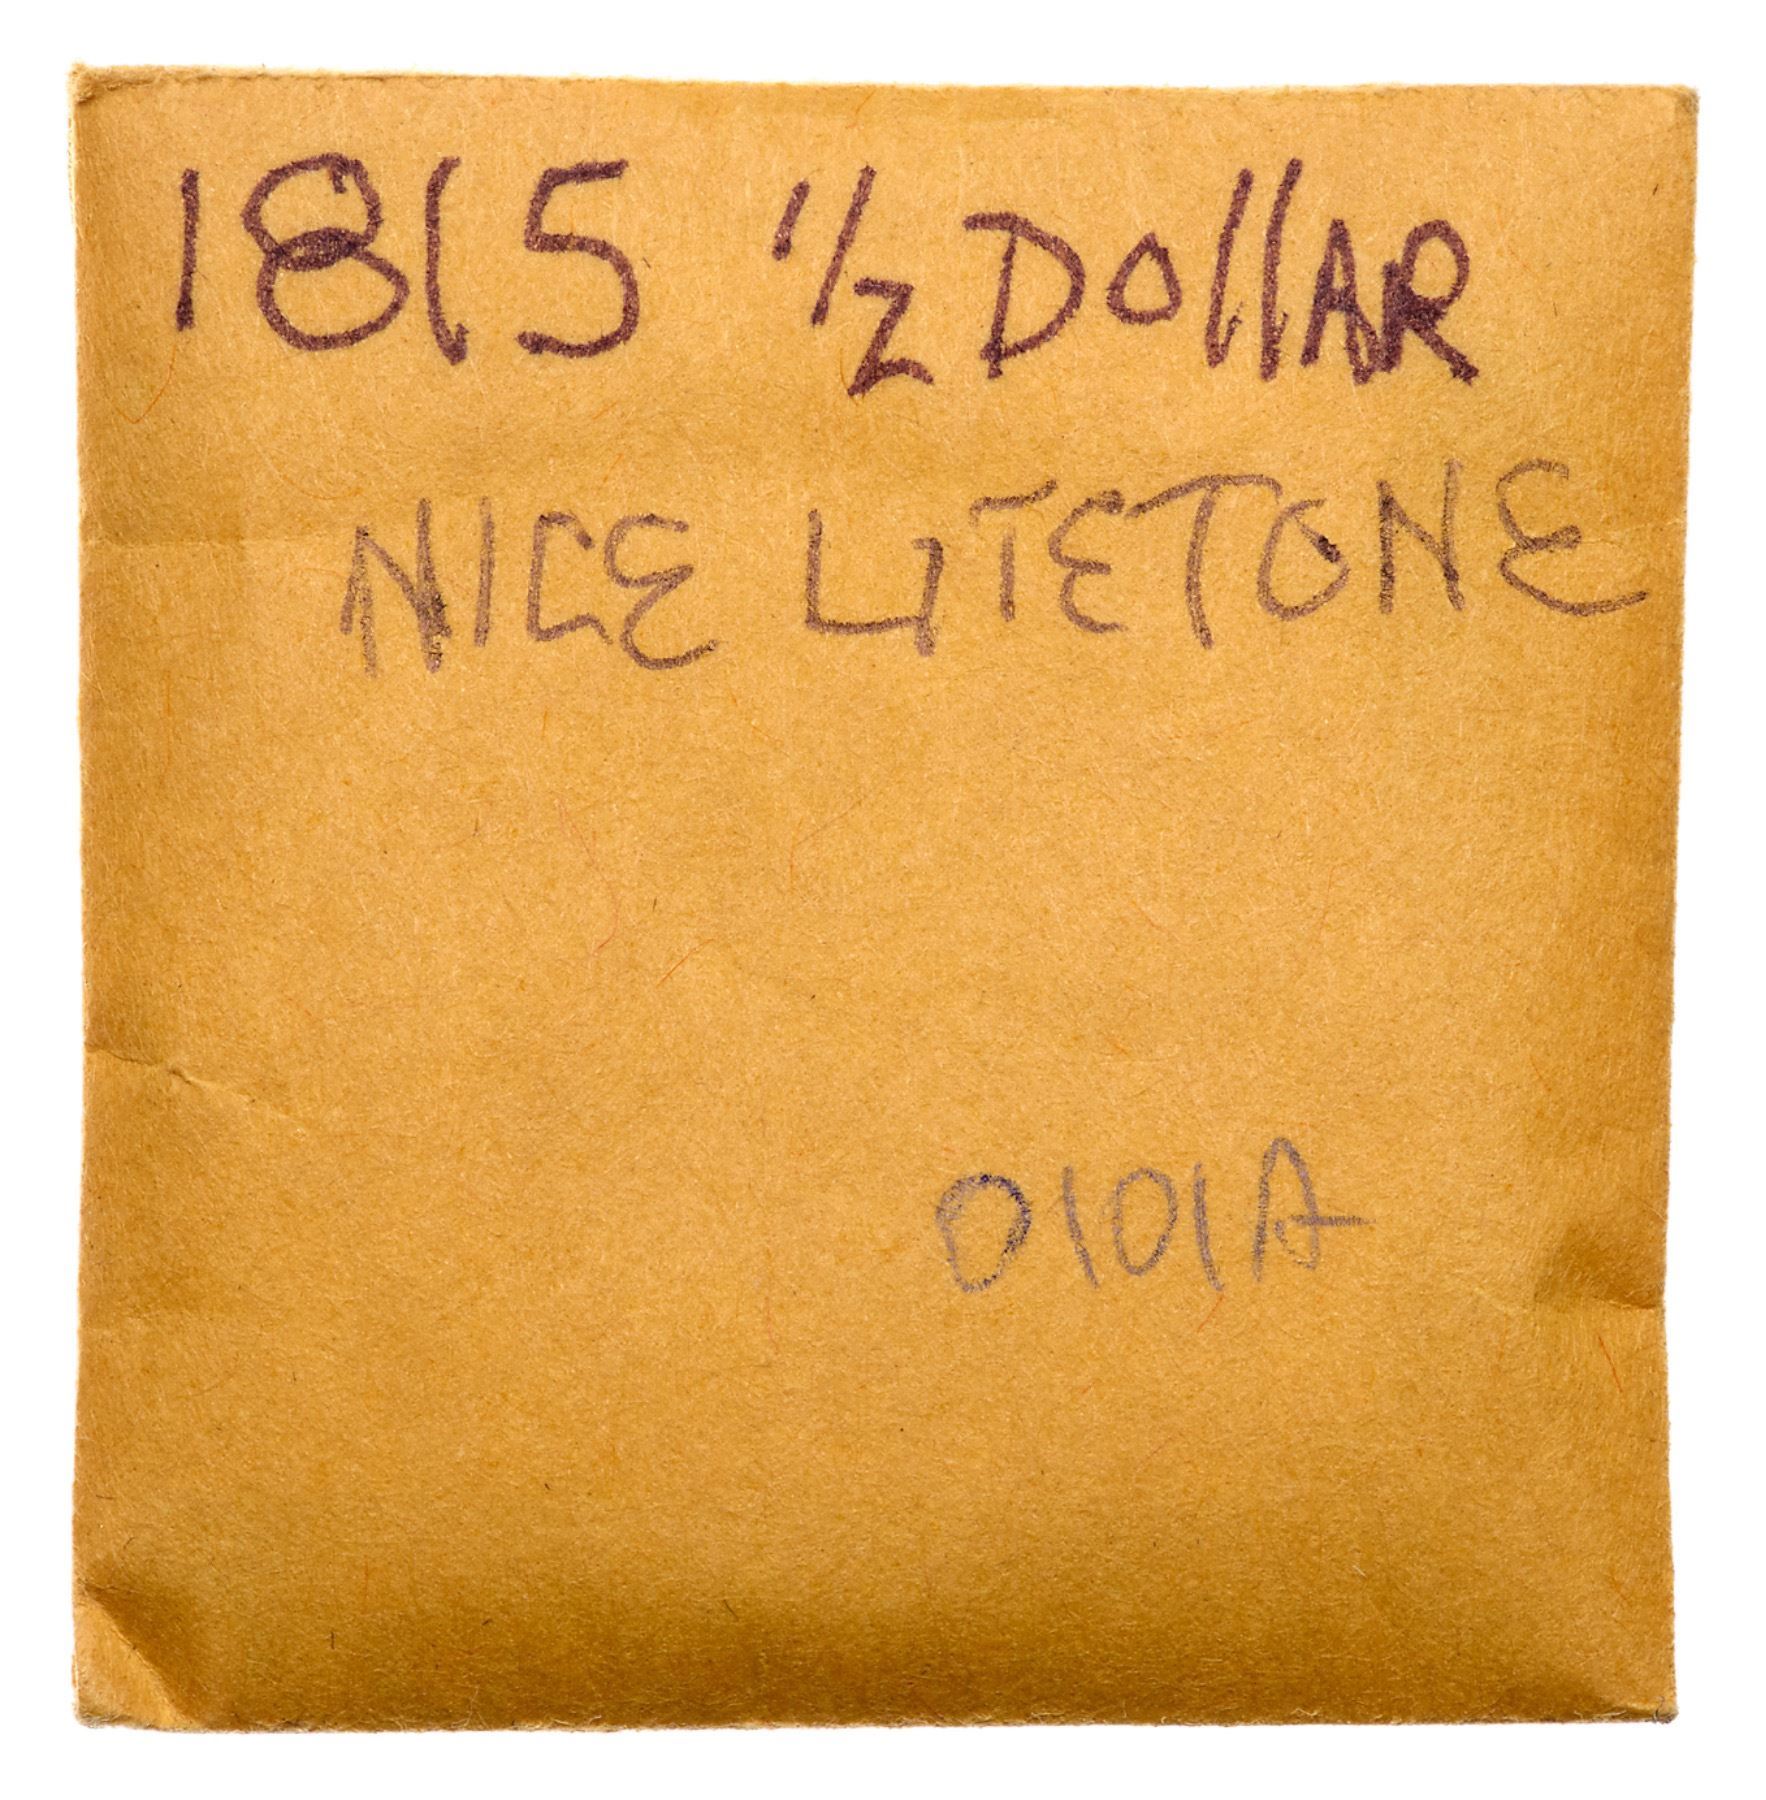 1815 1/2 DOllAR
NICE LITETONE
0101A